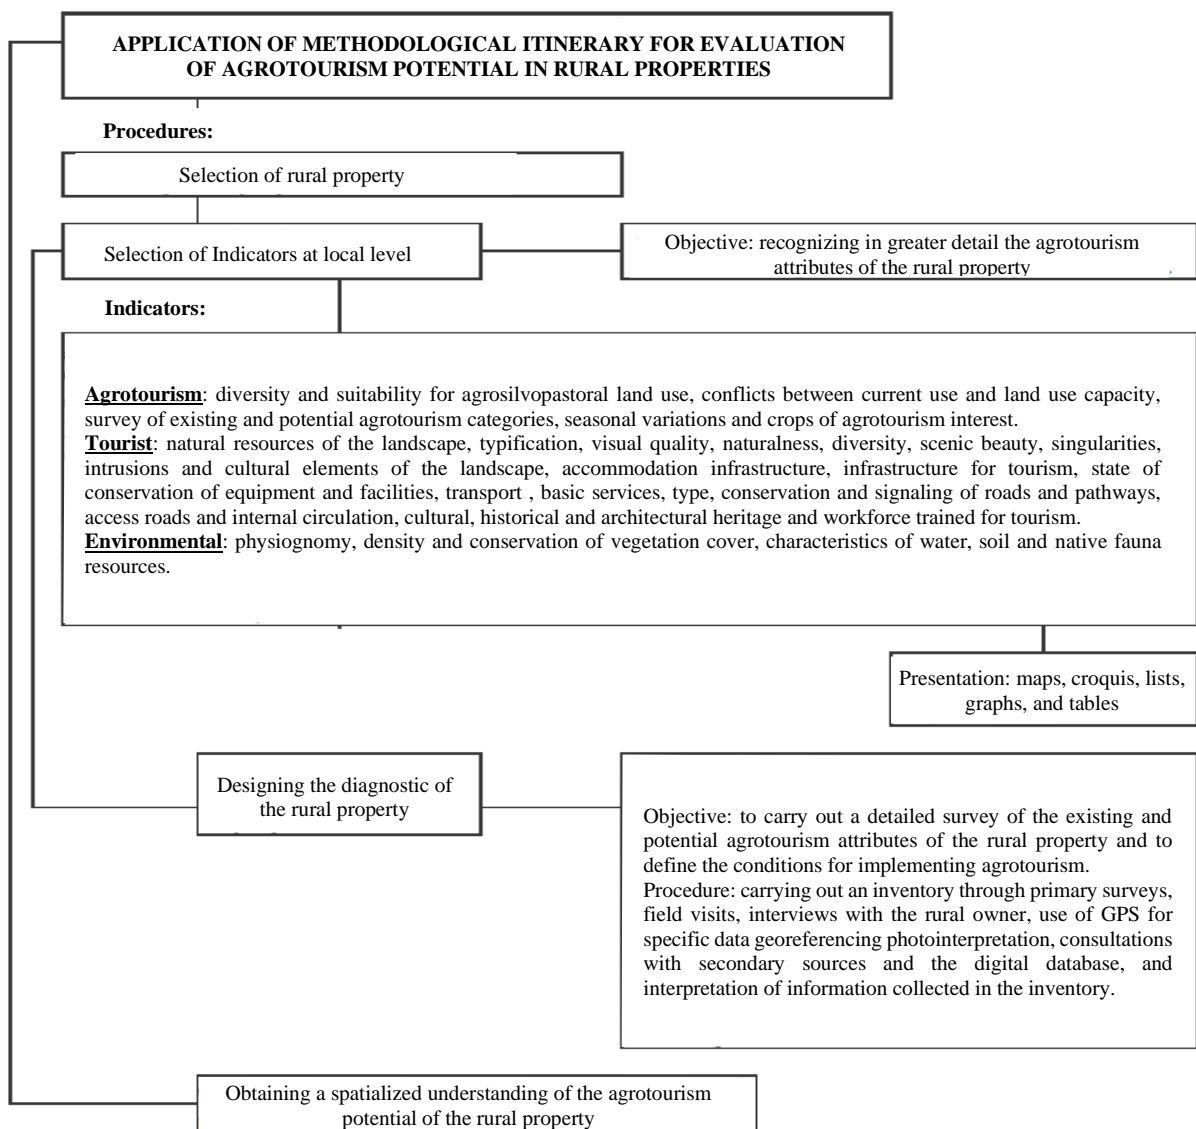 APPLICATION OF METHODOLOGICAL ITINERARY FOR EVALUATION
OF AGROTOURISM POTENTIAL IN RURAL PROPERTIES
Procedures:
Selection of rural property
Selection of Indicators at local level
Objective: recognizing in greater detail the agrotourism
attributes of the rural property
Indicators:
Agrotourism: diversity and suitability for agrosilvopastoral land use, conflicts between current use and land use capacity,
survey of existing and potential agrotourism categories, seasonal variations and crops of agrotourism interest.
Tourist: natural resources of the landscape, typification, visual quality, naturalness, diversity, scenic beauty, singularities,
intrusions and cultural elements of the landscape, accommodation infrastructure, infrastructure for tourism, state of
conservation of equipment and facilities, transport , basic services, type, conservation and signaling of roads and pathways,
access roads and internal circulation, cultural, historical and architectural heritage and workforce trained for tourism.
Environmental: physiognomy, density and conservation of vegetation cover, characteristics of water, soil and native fauna
resources.
Presentation: maps, croquis, lists,
graphs, and tables
Designing the diagnostic of
the rural property
Objective: to carry out a detailed survey of the existing and
potential agrotourism attributes of the rural property and to
define the conditions for implementing agrotourism.
Procedure: carrying out an inventory through primary surveys,
field visits, interviews with the rural owner, use of GPS for
specific data georeferencing photointerpretation, consultations
with secondary sources and the digital database, and
interpretation of information collected in the inventory.
Obtaining a spatialized understanding of the agrotourism
potential of the rural property